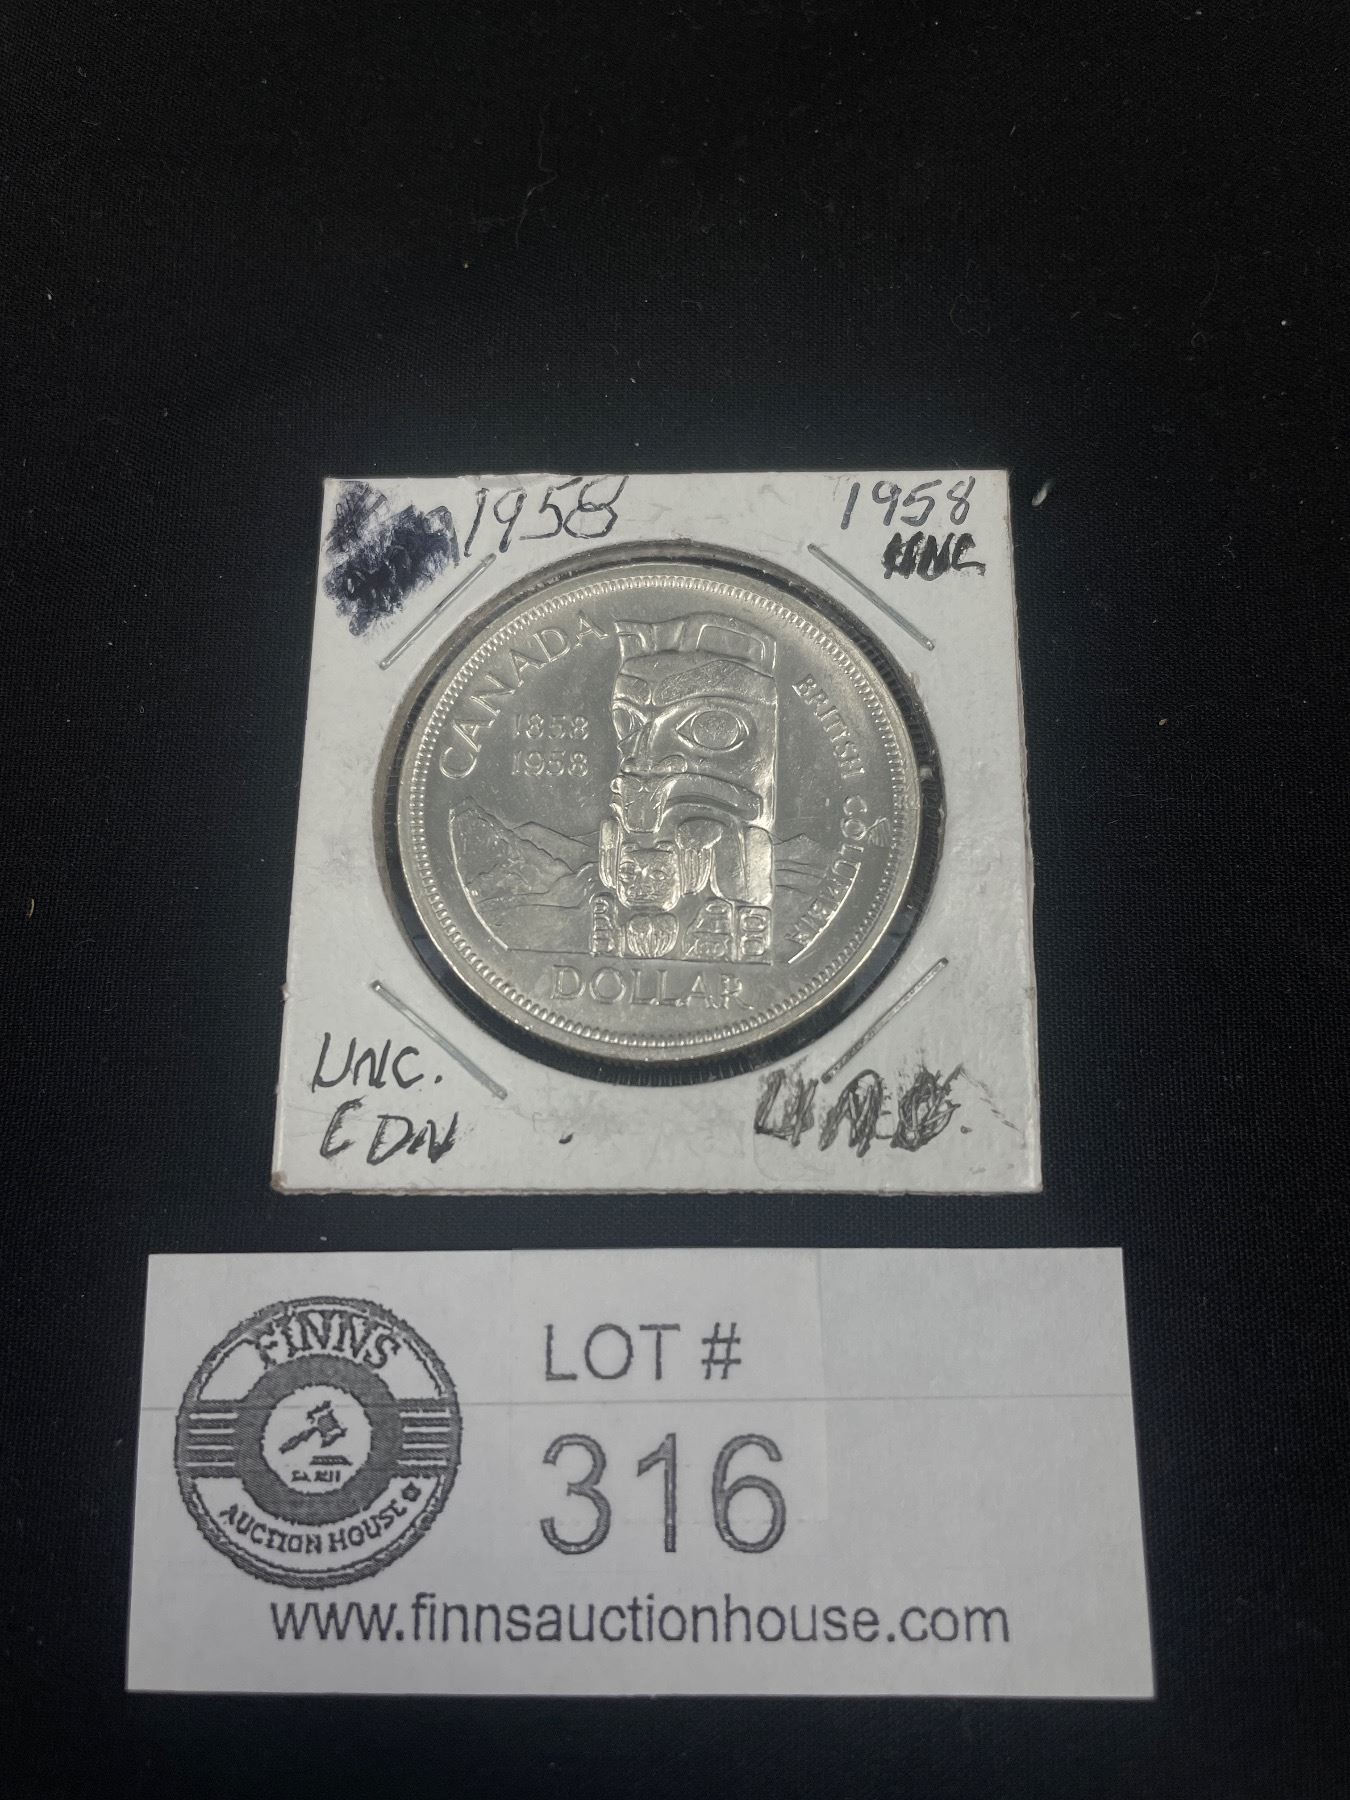 1958
1958
UNC
CANADA
1858
1958
BRITISH COLUMBIA
DOLLAR
UNC.
CDN
UNC.
FINNS
AUCTION HOUSE
LOT #
316
www.finnsauctionhouse.com